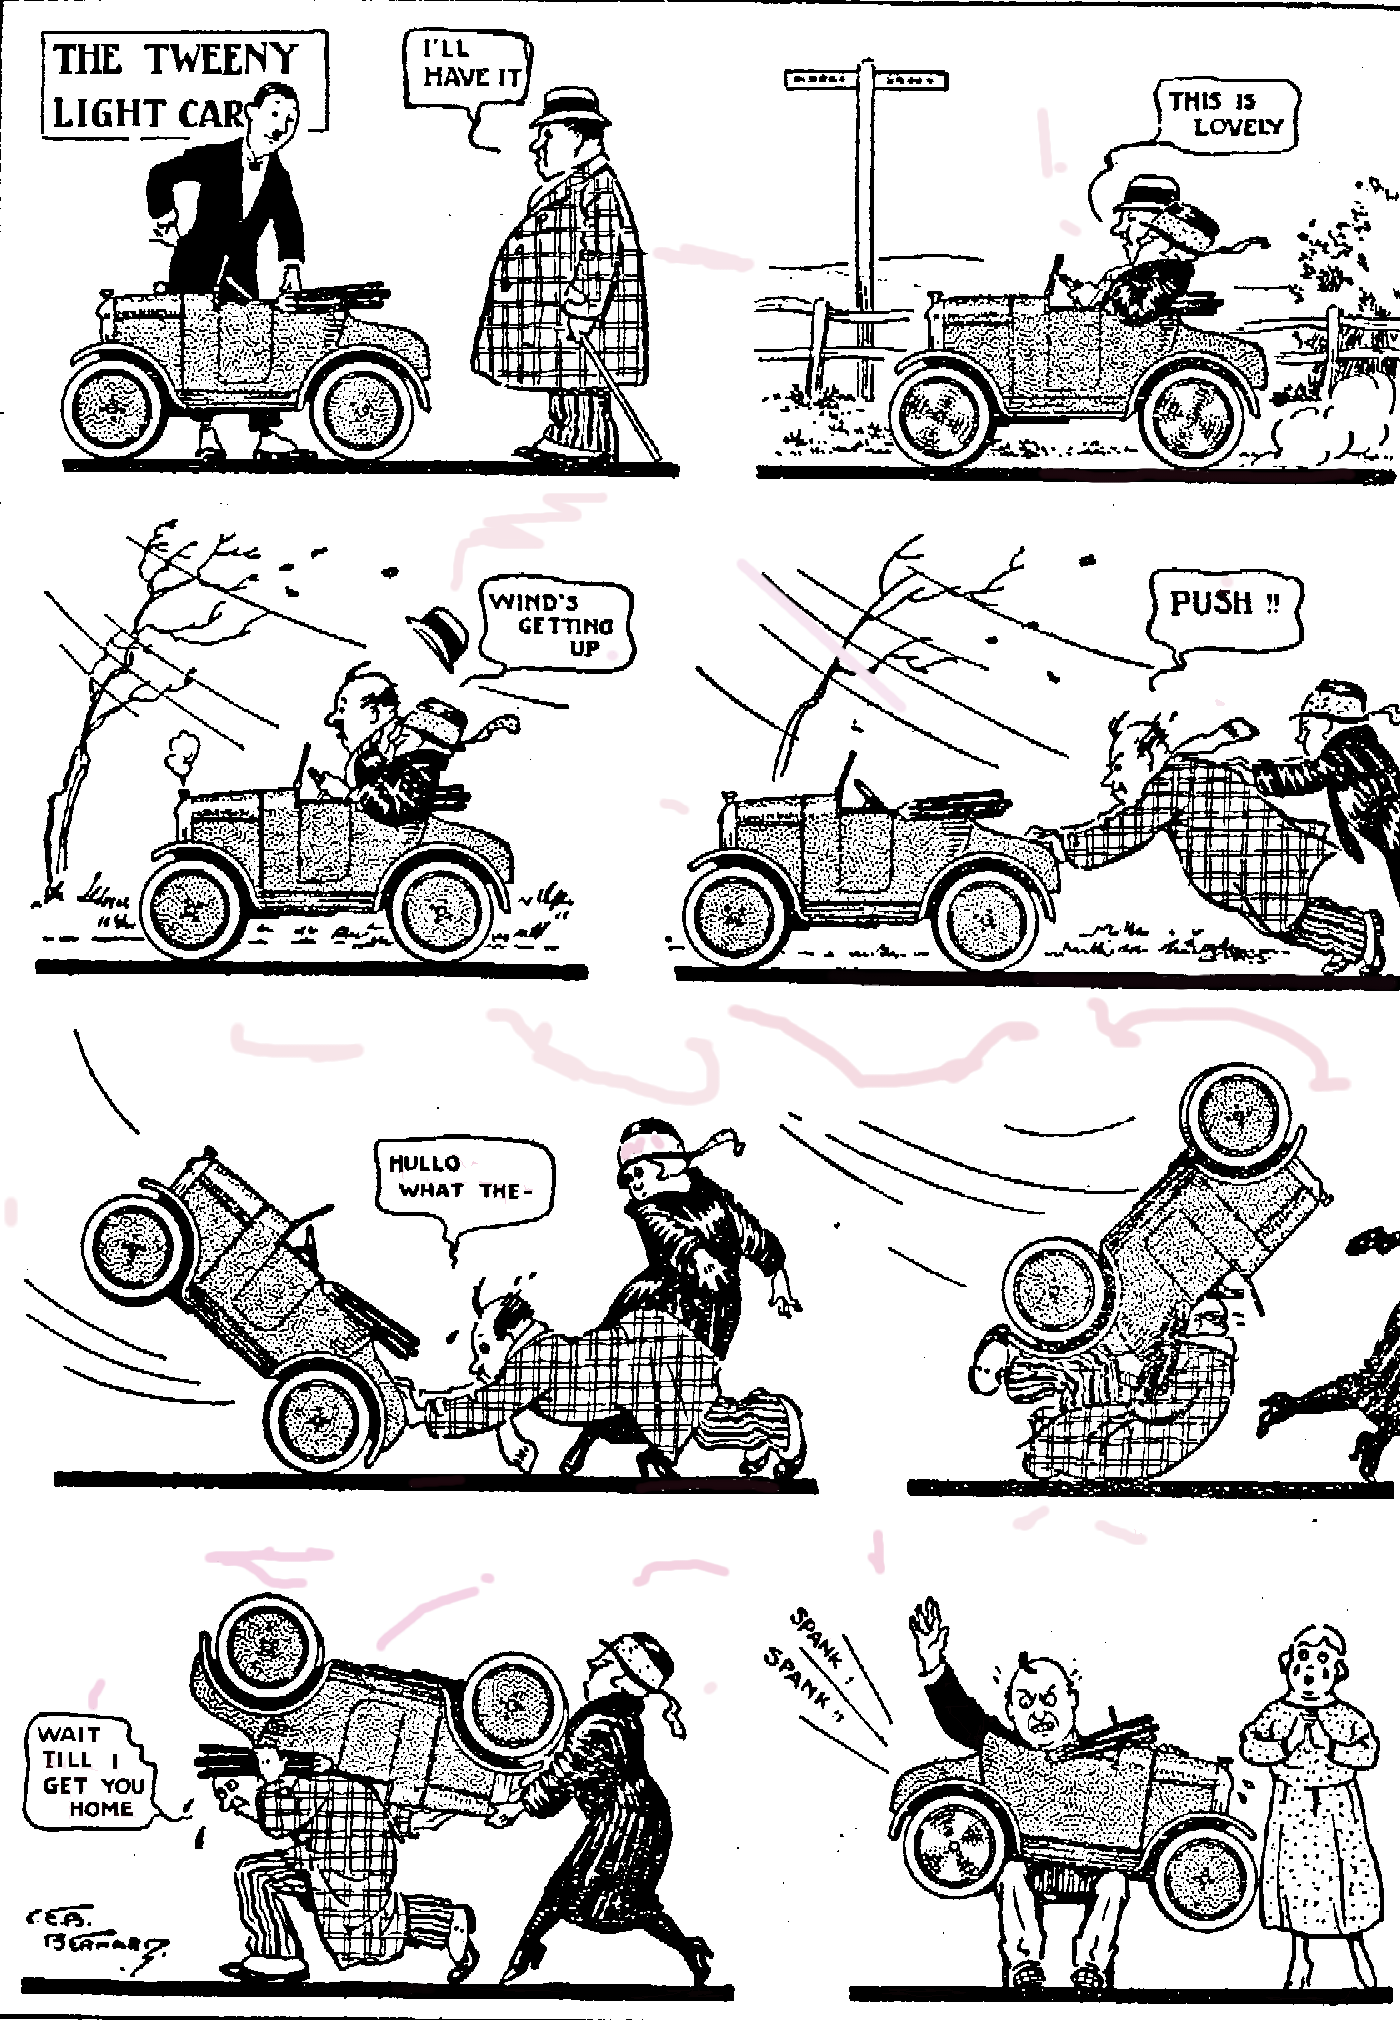 THE TWEENY
LIGHT CAR
I'LL
HAVE IT
THIS IS
LOVELY
WIND'S
GETTING
UP
PUSH !!
HULLO
WHAT THE-
WAIT
TILL I
GET YOU
HOME
SPANK !
SPANK !!
C.E.B.
BERNARD